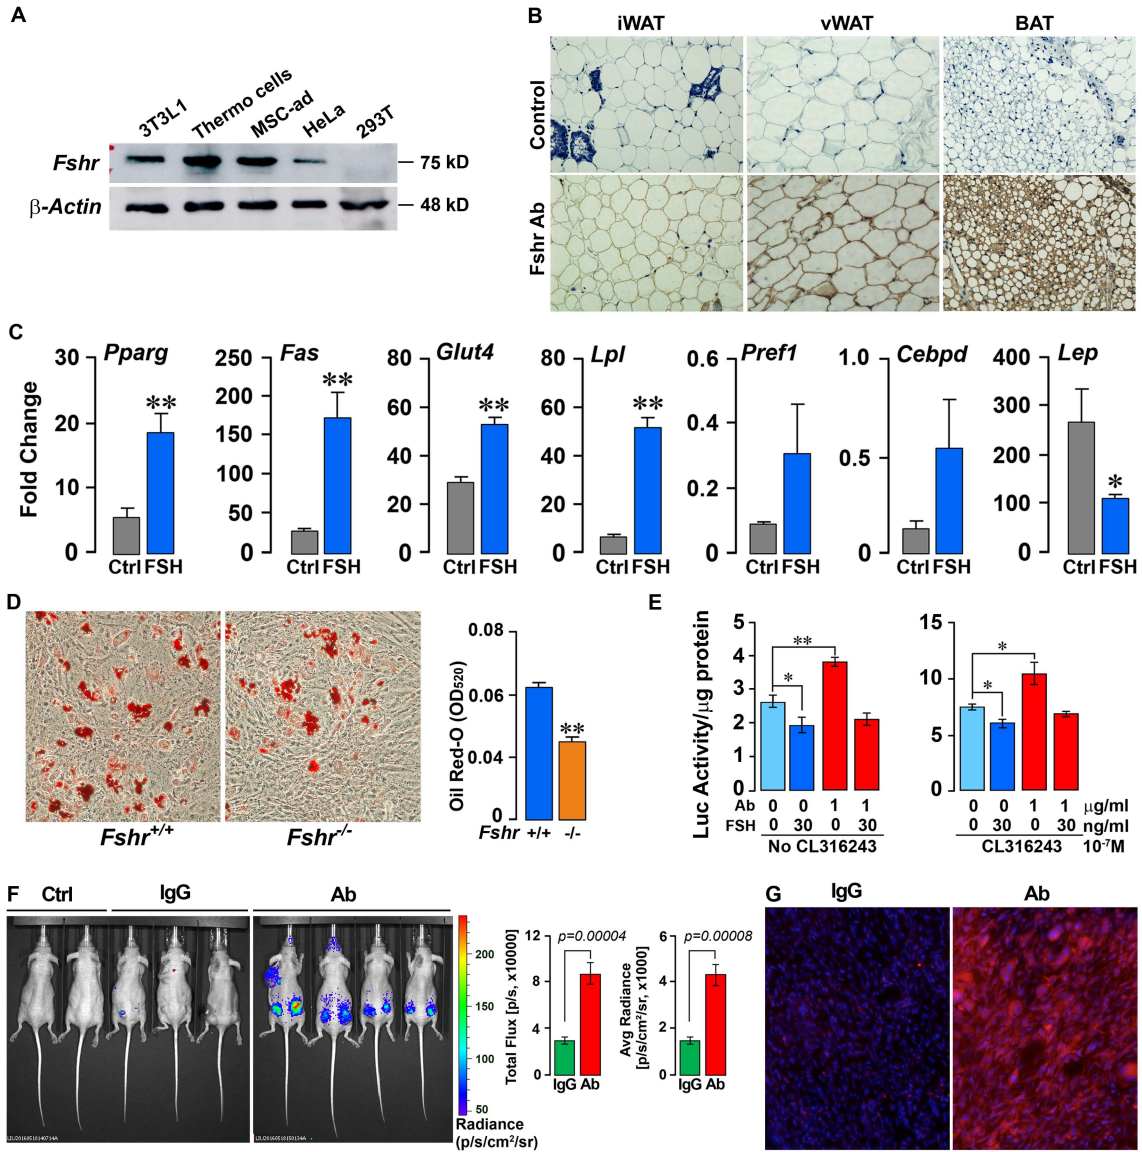 A
3T3L1 Thermo cells MSC-ad HeLa 293T
Fshr 75 kD
β-Actin 48 kD
B
iWAT vWAT BAT
Control
Fshr Ab
C
Fold Change
Pparg
30
20
10
0
Ctrl FSH
**
Fas
250
200
150
100
50
0
Ctrl FSH
**
Glut4
80
60
40
20
0
Ctrl FSH
**
Lpl
80
60
40
20
0
Ctrl FSH
**
Pref1
0.6
0.4
0.2
0
Ctrl FSH
Cebpd
1.0
0.5
0
Ctrl FSH
Lep
400
300
200
100
0
Ctrl FSH
*
D
Fshr+/+ Fshr-/-
Oil Red-O (OD520)
0.08
0.06
0.04
0
**
Fshr +/+ -/-
E
Luc Activity/μg protein
5
4
3
2
1
0
**
*
Ab 0 0 1 1
FSH 0 30 0 30
No CL316243
15
10
5
0
*
*
0 0 1 1 μg/ml
0 30 0 30 ng/ml
CL316243 10-7M
F
Ctrl IgG Ab
LIU20160518140714A
LIU20160518150134A
200
150
100
50
Radiance
(p/s/cm2/sr)
Total Flux [p/s, x10000]
12
8
4
0
p=0.00004
IgG Ab
Avg Radiance
[p/s/cm2/sr, x1000]
6
4
2
0
p=0.00008
IgG Ab
G
IgG Ab